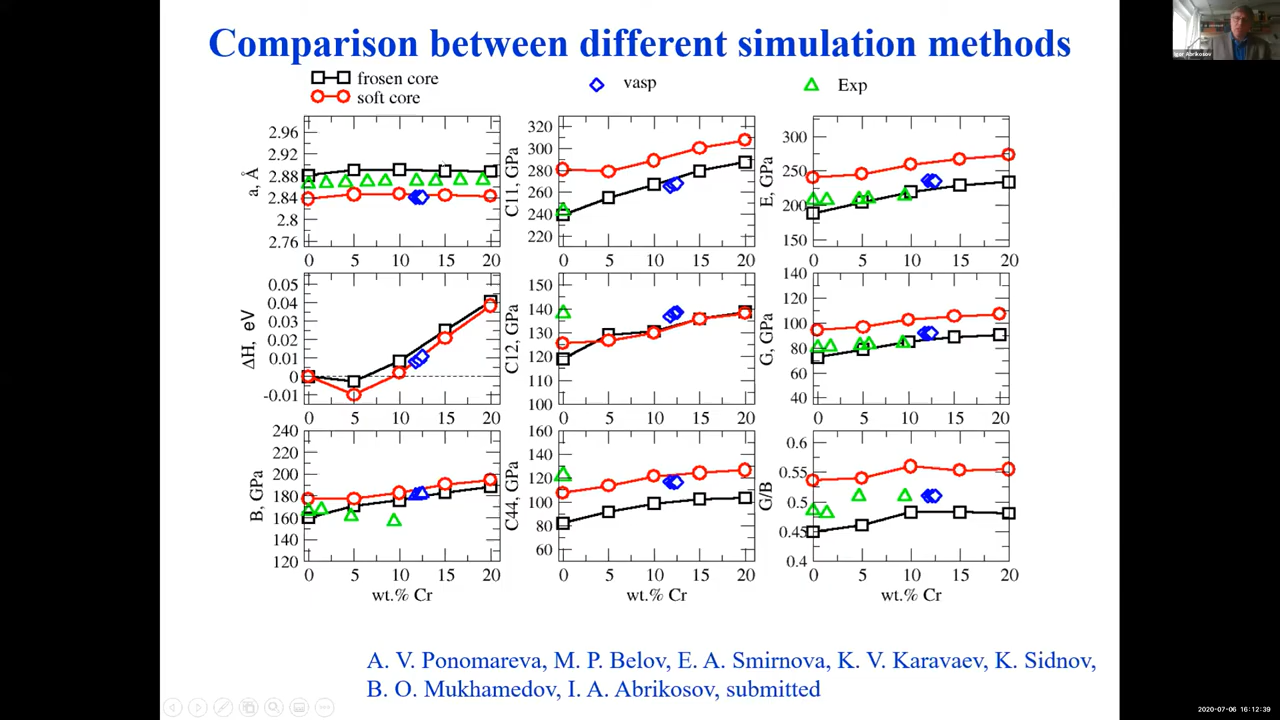 Comparison between different simulation methods
Igor Abrikosov
frosen core
soft core
vasp
Exp
2.96
2.92
2.88
2.84
2.8
2.76
a, Å
0 5 10 15 20
320
300
280
260
240
220
C11, GPa
0 5 10 15 20
300
250
200
150
E, GPa
0 5 10 15 20
0.05
0.04
0.03
0.02
0.01
0
-0.01
ΔH, eV
0 5 10 15 20
150
140
130
120
110
100
C12, GPa
0 5 10 15 20
140
120
100
80
60
40
G, GPa
0 5 10 15 20
240
220
200
180
160
140
120
B, GPa
0 5 10 15 20
wt.% Cr
160
140
120
100
80
60
C44, GPa
0 5 10 15 20
wt.% Cr
0.6
0.55
0.5
0.45
0.4
G/B
0 5 10 15 20
wt.% Cr
A. V. Ponomareva, M. P. Belov, E. A. Smirnova, K. V. Karavaev, K. Sidnov,
B. O. Mukhamedov, I. A. Abrikosov, submitted
2020-07-06 16:12:39